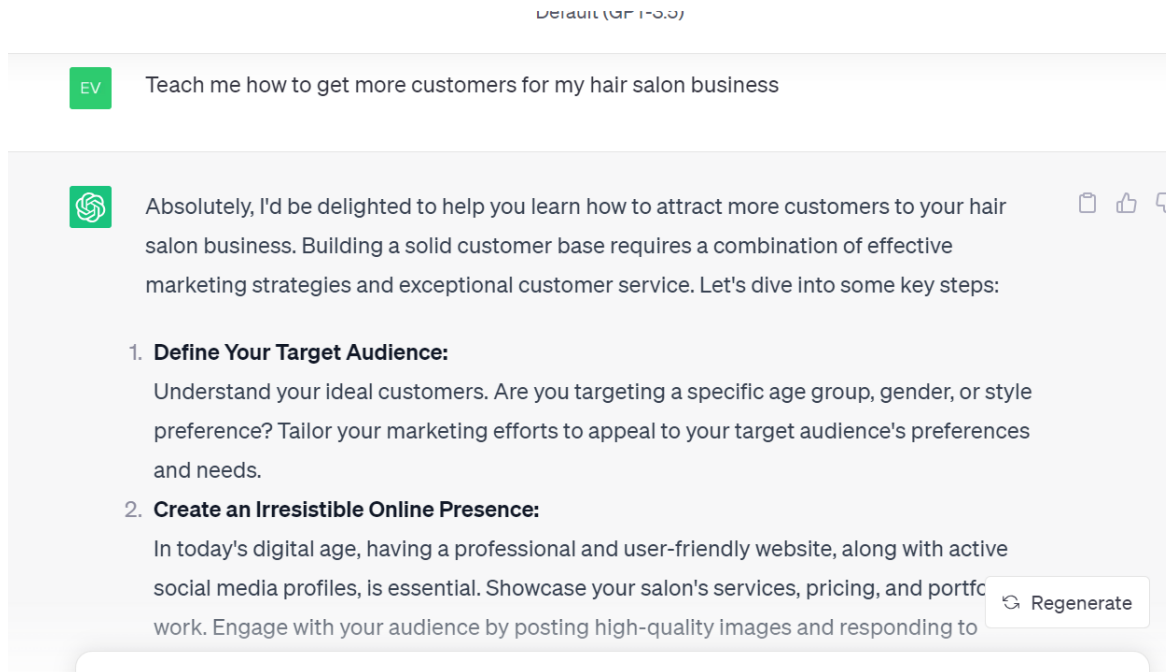 Default (GPT-3.5)
EV
Teach me how to get more customers for my hair salon business
Absolutely, I'd be delighted to help you learn how to attract more customers to your hair
salon business. Building a solid customer base requires a combination of effective
marketing strategies and exceptional customer service. Let's dive into some key steps:
1. Define Your Target Audience:
Understand your ideal customers. Are you targeting a specific age group, gender, or style
preference? Tailor your marketing efforts to appeal to your target audience's preferences
and needs.
2. Create an Irresistible Online Presence:
In today's digital age, having a professional and user-friendly website, along with active
social media profiles, is essential. Showcase your salon's services, pricing, and portfo
Regenerate
work. Engage with your audience by posting high-quality images and responding to